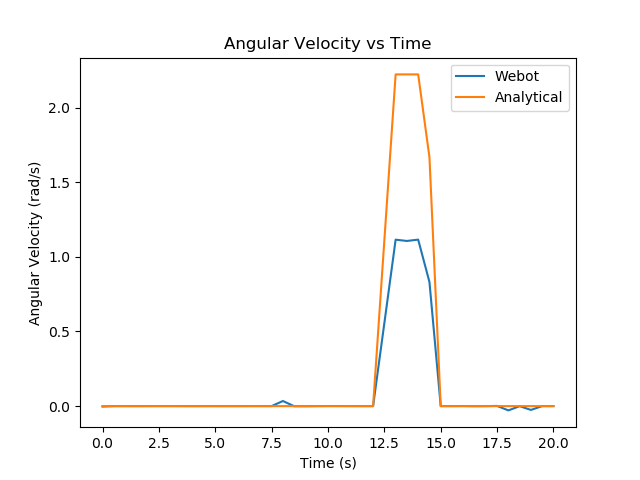 Angular Velocity vs Time
Webot
Analytical
Angular Velocity (rad/s)
2.0
1.5
1.0
0.5
0.0
0.0 2.5 5.0 7.5 10.0 12.5 15.0 17.5 20.0
Time (s)